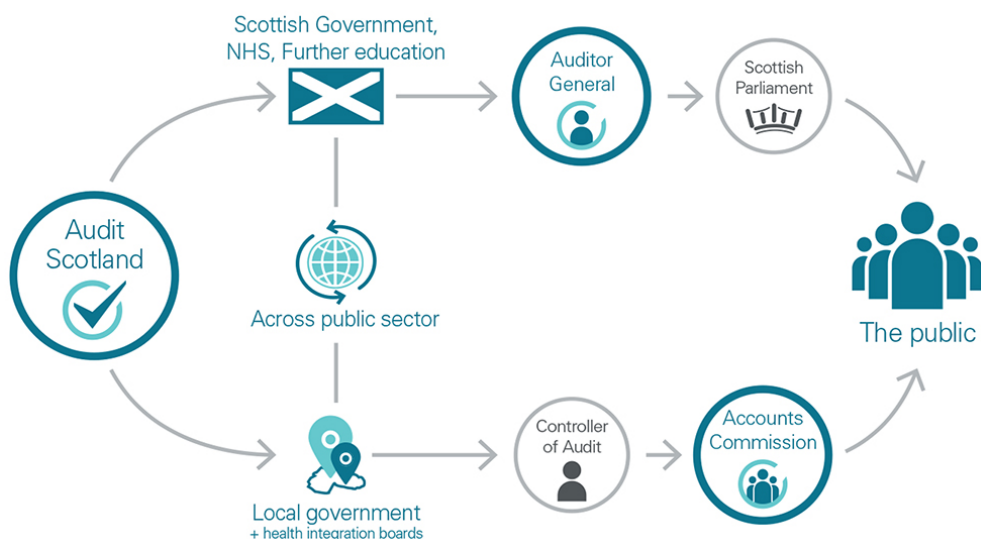 Scottish Government,
NHS, Further education
Auditor
General
Scottish
Parliament
Audit
Scotland
Across public sector
The public
Controller
of Audit
Accounts
Commission
Local government
+ health integration boards